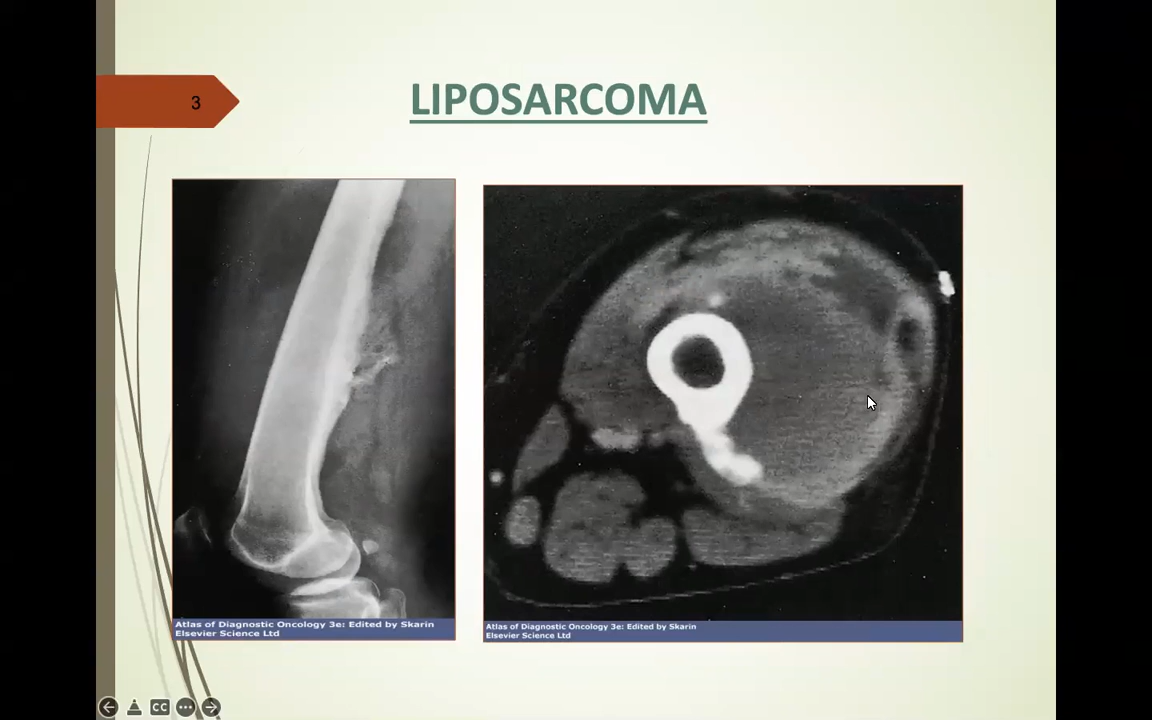 3
LIPOSARCOMA
Atlas of Diagnostic Oncology 3e: Edited by Skarin
Elsevier Science Ltd
Atlas of Diagnostic Oncology 3e: Edited by Skarin
Elsevier Science Ltd
CC